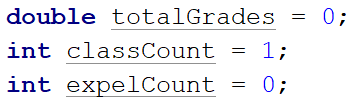 double totalGrades = 0;
int classCount = 1;
int expelCount = 0;